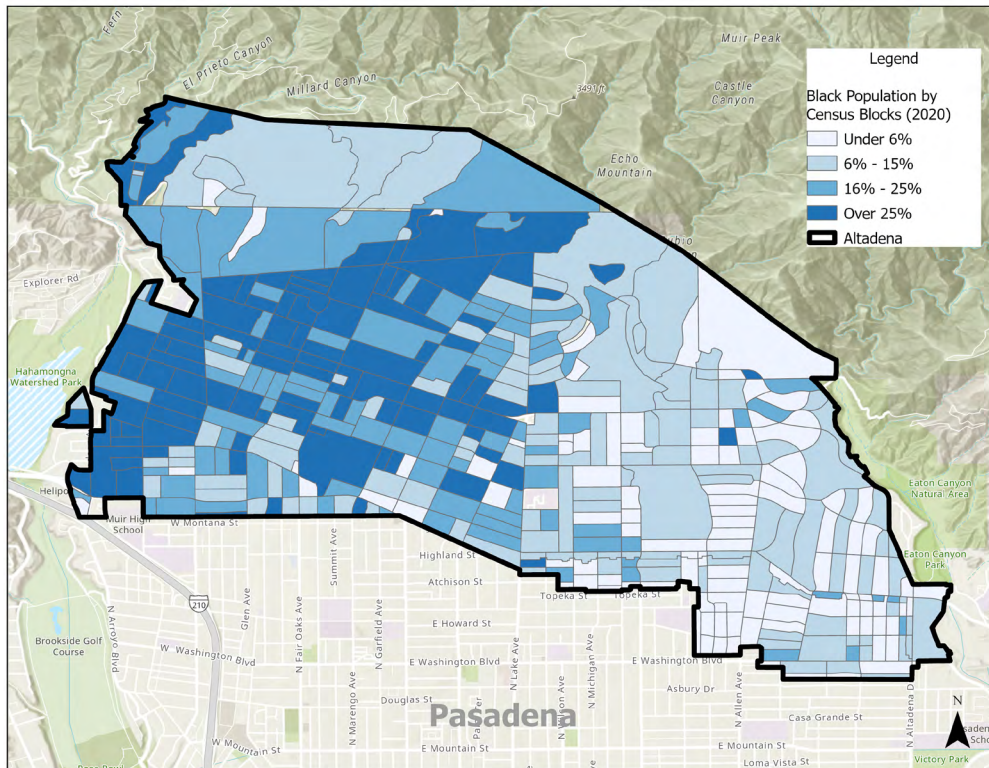 Fern
El Prieto Canyon
Millard Canyon
3491 ft
Muir Peak
Castle
Canyon
Echo
Mountain
Legend
Black Population by
Census Blocks (2020)
Under 6%
6% - 15%
16% - 25%
Over 25%
Altadena
Explorer Rd
Hahamongna
Watershed Park
Eaton Canyon
Natural Area
Eaton Canyon
Park
Muir High
School
W Montana St
Highland St
Atchison St
Topeka St
Topeka St
E Howard St
210
Summit Ave
Glen Ave
N Fair Oaks Ave
N Garfield Ave
N Arroyo Blvd
N Marengo Ave
N Lake Ave
N Michigan Ave
N Allen Ave
N Altadena D
Brookside Golf
Course
W Washington Blvd
E Washington Blvd
E Washington Blvd
Asbury Dr
Douglas St
Pasadena
Casa Grande St
W Mountain St
E Mountain St
E Mountain St
Loma Vista St
Victory Park
N